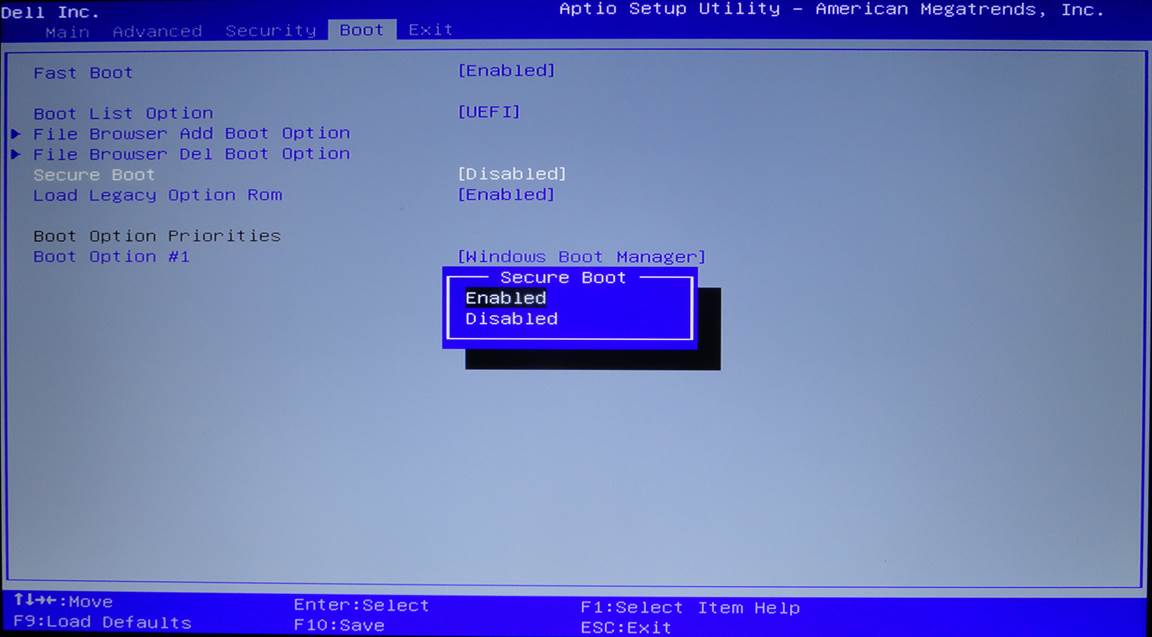 Dell Inc.
Aptio Setup Utility – American Megatrends, Inc.
Main Advanced Security Boot Exit
Fast Boot [Enabled]
Boot List Option [UEFI]
File Browser Add Boot Option
File Browser Del Boot Option
Secure Boot [Disabled]
Load Legacy Option Rom [Enabled]
Boot Option Priorities
Boot Option #1 [Windows Boot Manager]
Secure Boot
Enabled
Disabled
↑↓→←:Move Enter:Select F1:Select Item Help
F9:Load Defaults F10:Save ESC:Exit